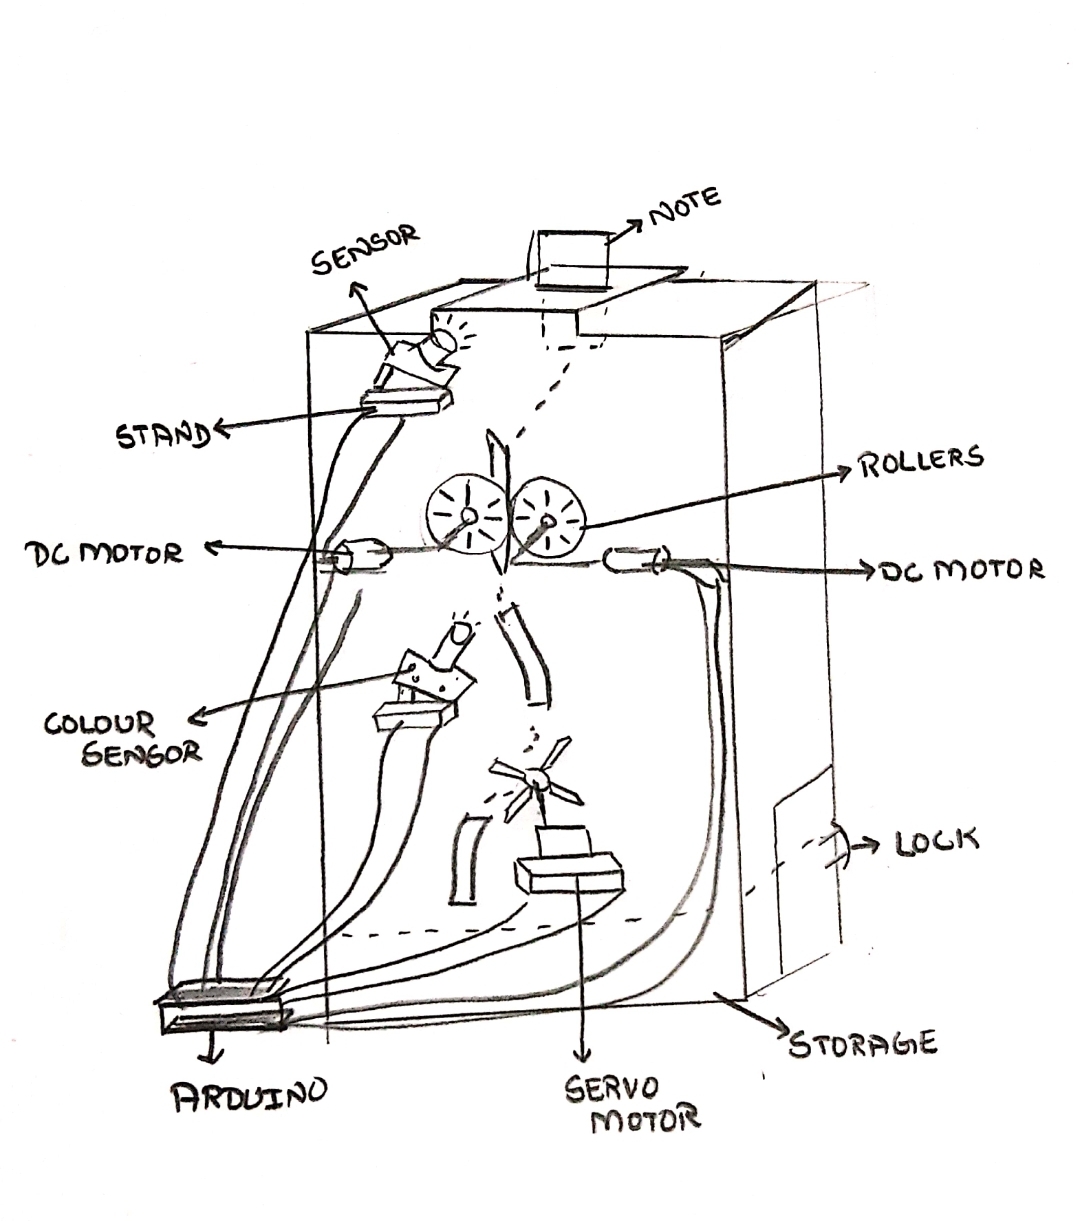 NOTE
SENSOR
STAND
ROLLERS
DC MOTOR
DC MOTOR
COLOUR
SENSOR
LOCK
STORAGE
ARDUINO
SERVO
MOTOR